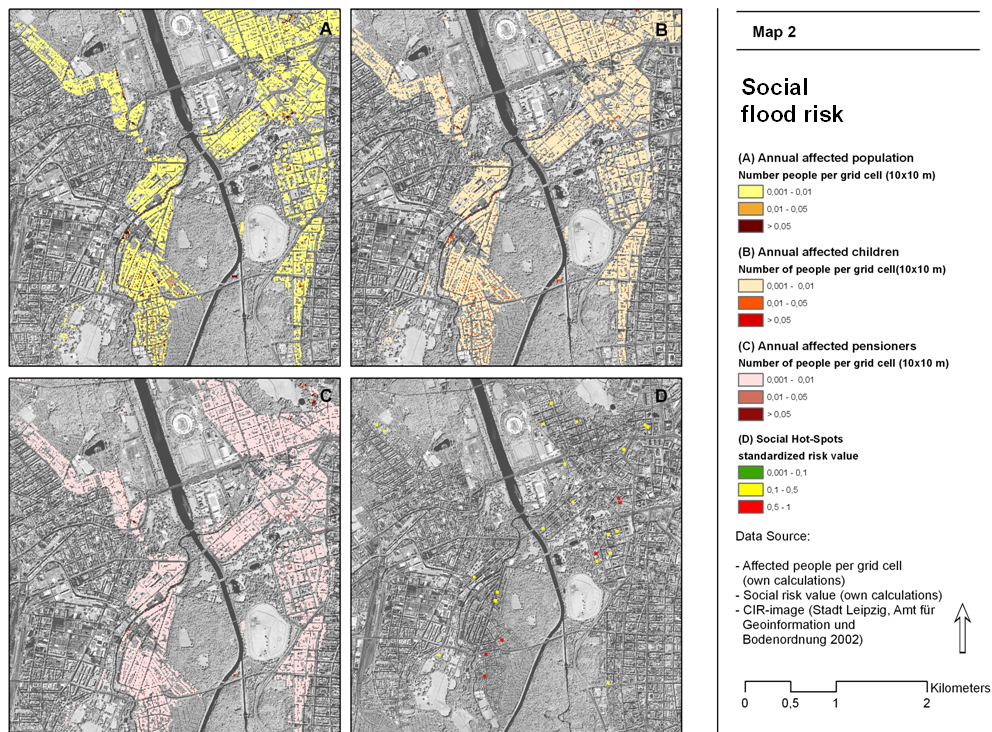 A
B
C
D
Map 2
Social
flood risk
(A) Annual affected population
Number people per grid cell (10x10 m)
0,001 - 0,01
0,01 - 0,05
> 0,05
(B) Annual affected children
Number of people per grid cell(10x10 m)
0,001 - 0,01
0,01 - 0,05
> 0,05
(C) Annual affected pensioners
Number of people per grid cell (10x10 m)
0,001 - 0,01
0,01 - 0,05
> 0,05
(D) Social Hot-Spots
standardized risk value
0,001 - 0,1
0,1 - 0,5
0,5 - 1
Data Source:
- Affected people per grid cell
(own calculations)
- Social risk value (own calculations)
- CIR-image (Stadt Leipzig, Amt für
Geoinformation und
Bodenordnung 2002)
Kilometers
0 0,5 1 2